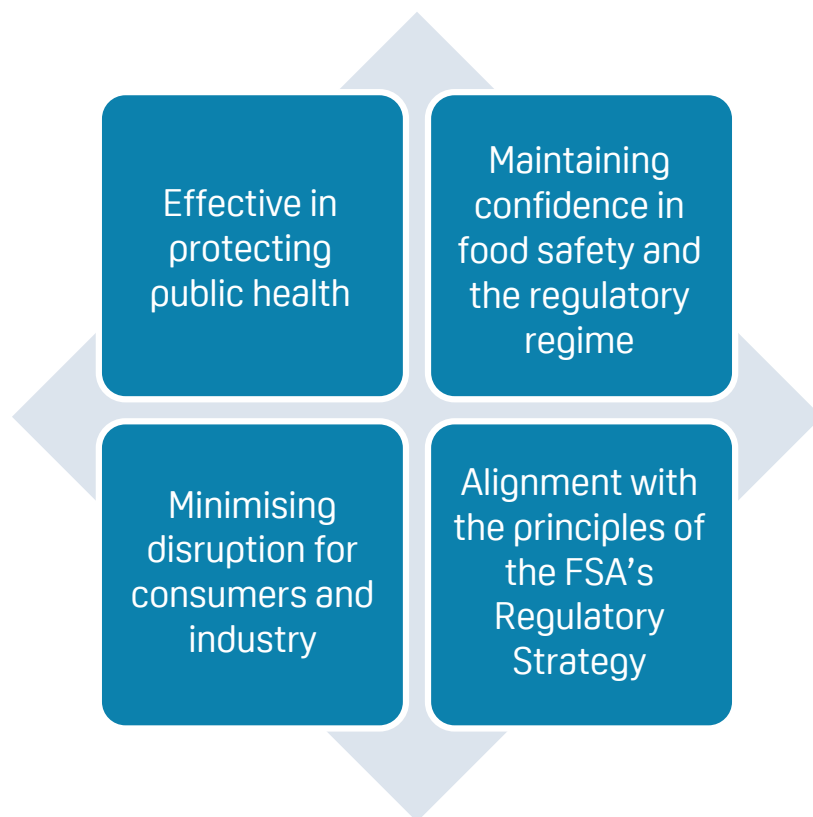 Effective in
protecting
public health
Maintaining
confidence in
food safety and
the regulatory
regime
Minimising
disruption for
consumers and
industry
Alignment with
the principles of
the FSA’s
Regulatory
Strategy